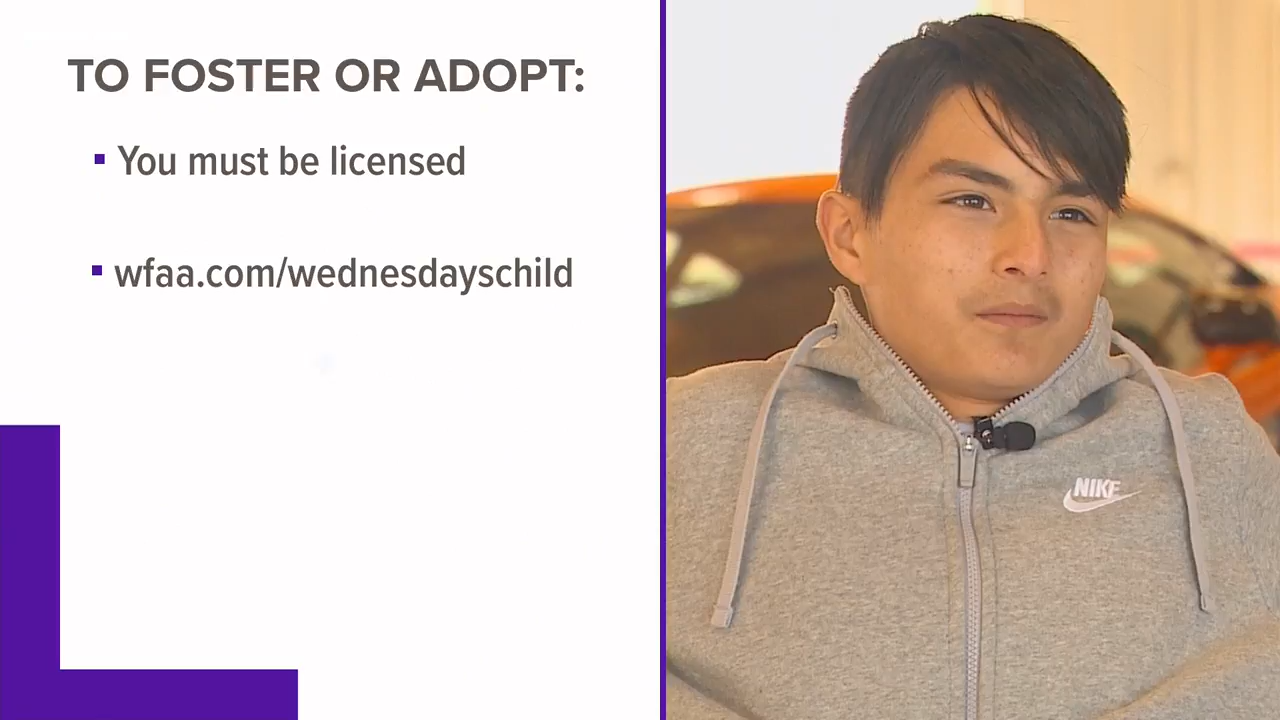 TO FOSTER OR ADOPT:
You must be licensed
wfaa.com/wednesdayschild
NIKE